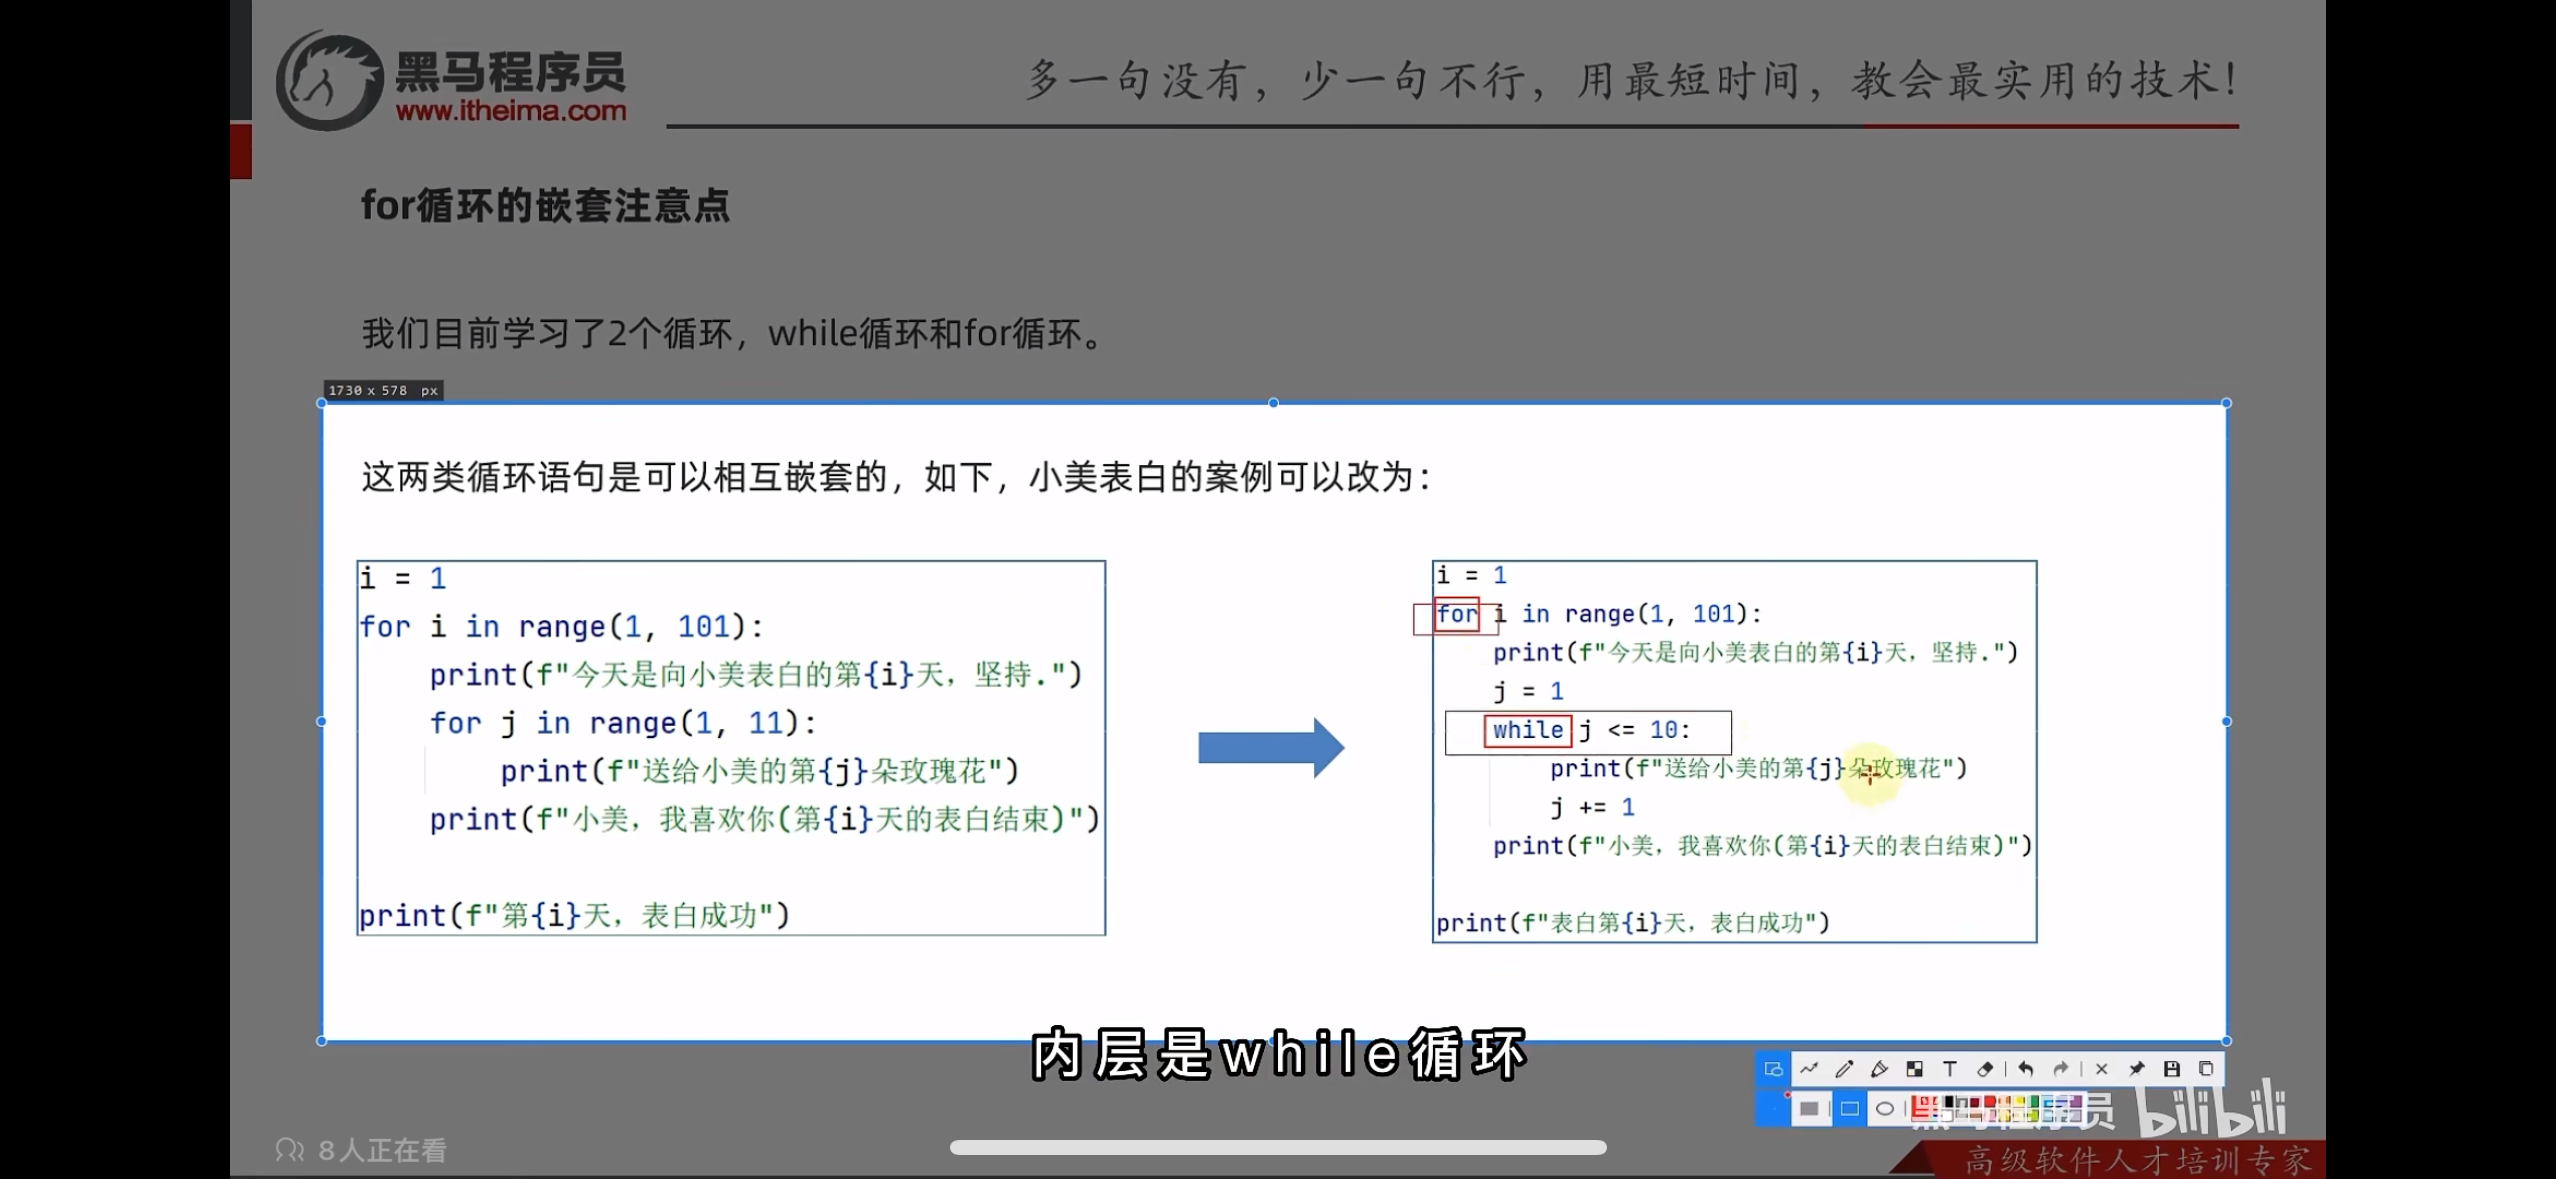 黑马程序员
www.itheima.com
多一句没有，少一句不行，用最短时间，教会最实用的技术！
for循环的嵌套注意点
我们目前学习了2个循环，while循环和for循环。
1730 x 578 px
这两类循环语句是可以相互嵌套的，如下，小美表白的案例可以改为：
i = 1
for i in range(1, 101):
    print(f"今天是向小美表白的第{i}天，坚持.")
    for j in range(1, 11):
        print(f"送给小美的第{j}朵玫瑰花")
    print(f"小美，我喜欢你(第{i}天的表白结束)")
print(f"第{i}天，表白成功")
i = 1
for i in range(1, 101):
    print(f"今天是向小美表白的第{i}天，坚持.")
    j = 1
    while j <= 10:
        print(f"送给小美的第{j}朵玫瑰花")
        j += 1
    print(f"小美，我喜欢你(第{i}天的表白结束)")
print(f"表白第{i}天，表白成功")
内层是while循环
T
黑马程序员 bilibili
8人正在看
高级软件人才培训专家